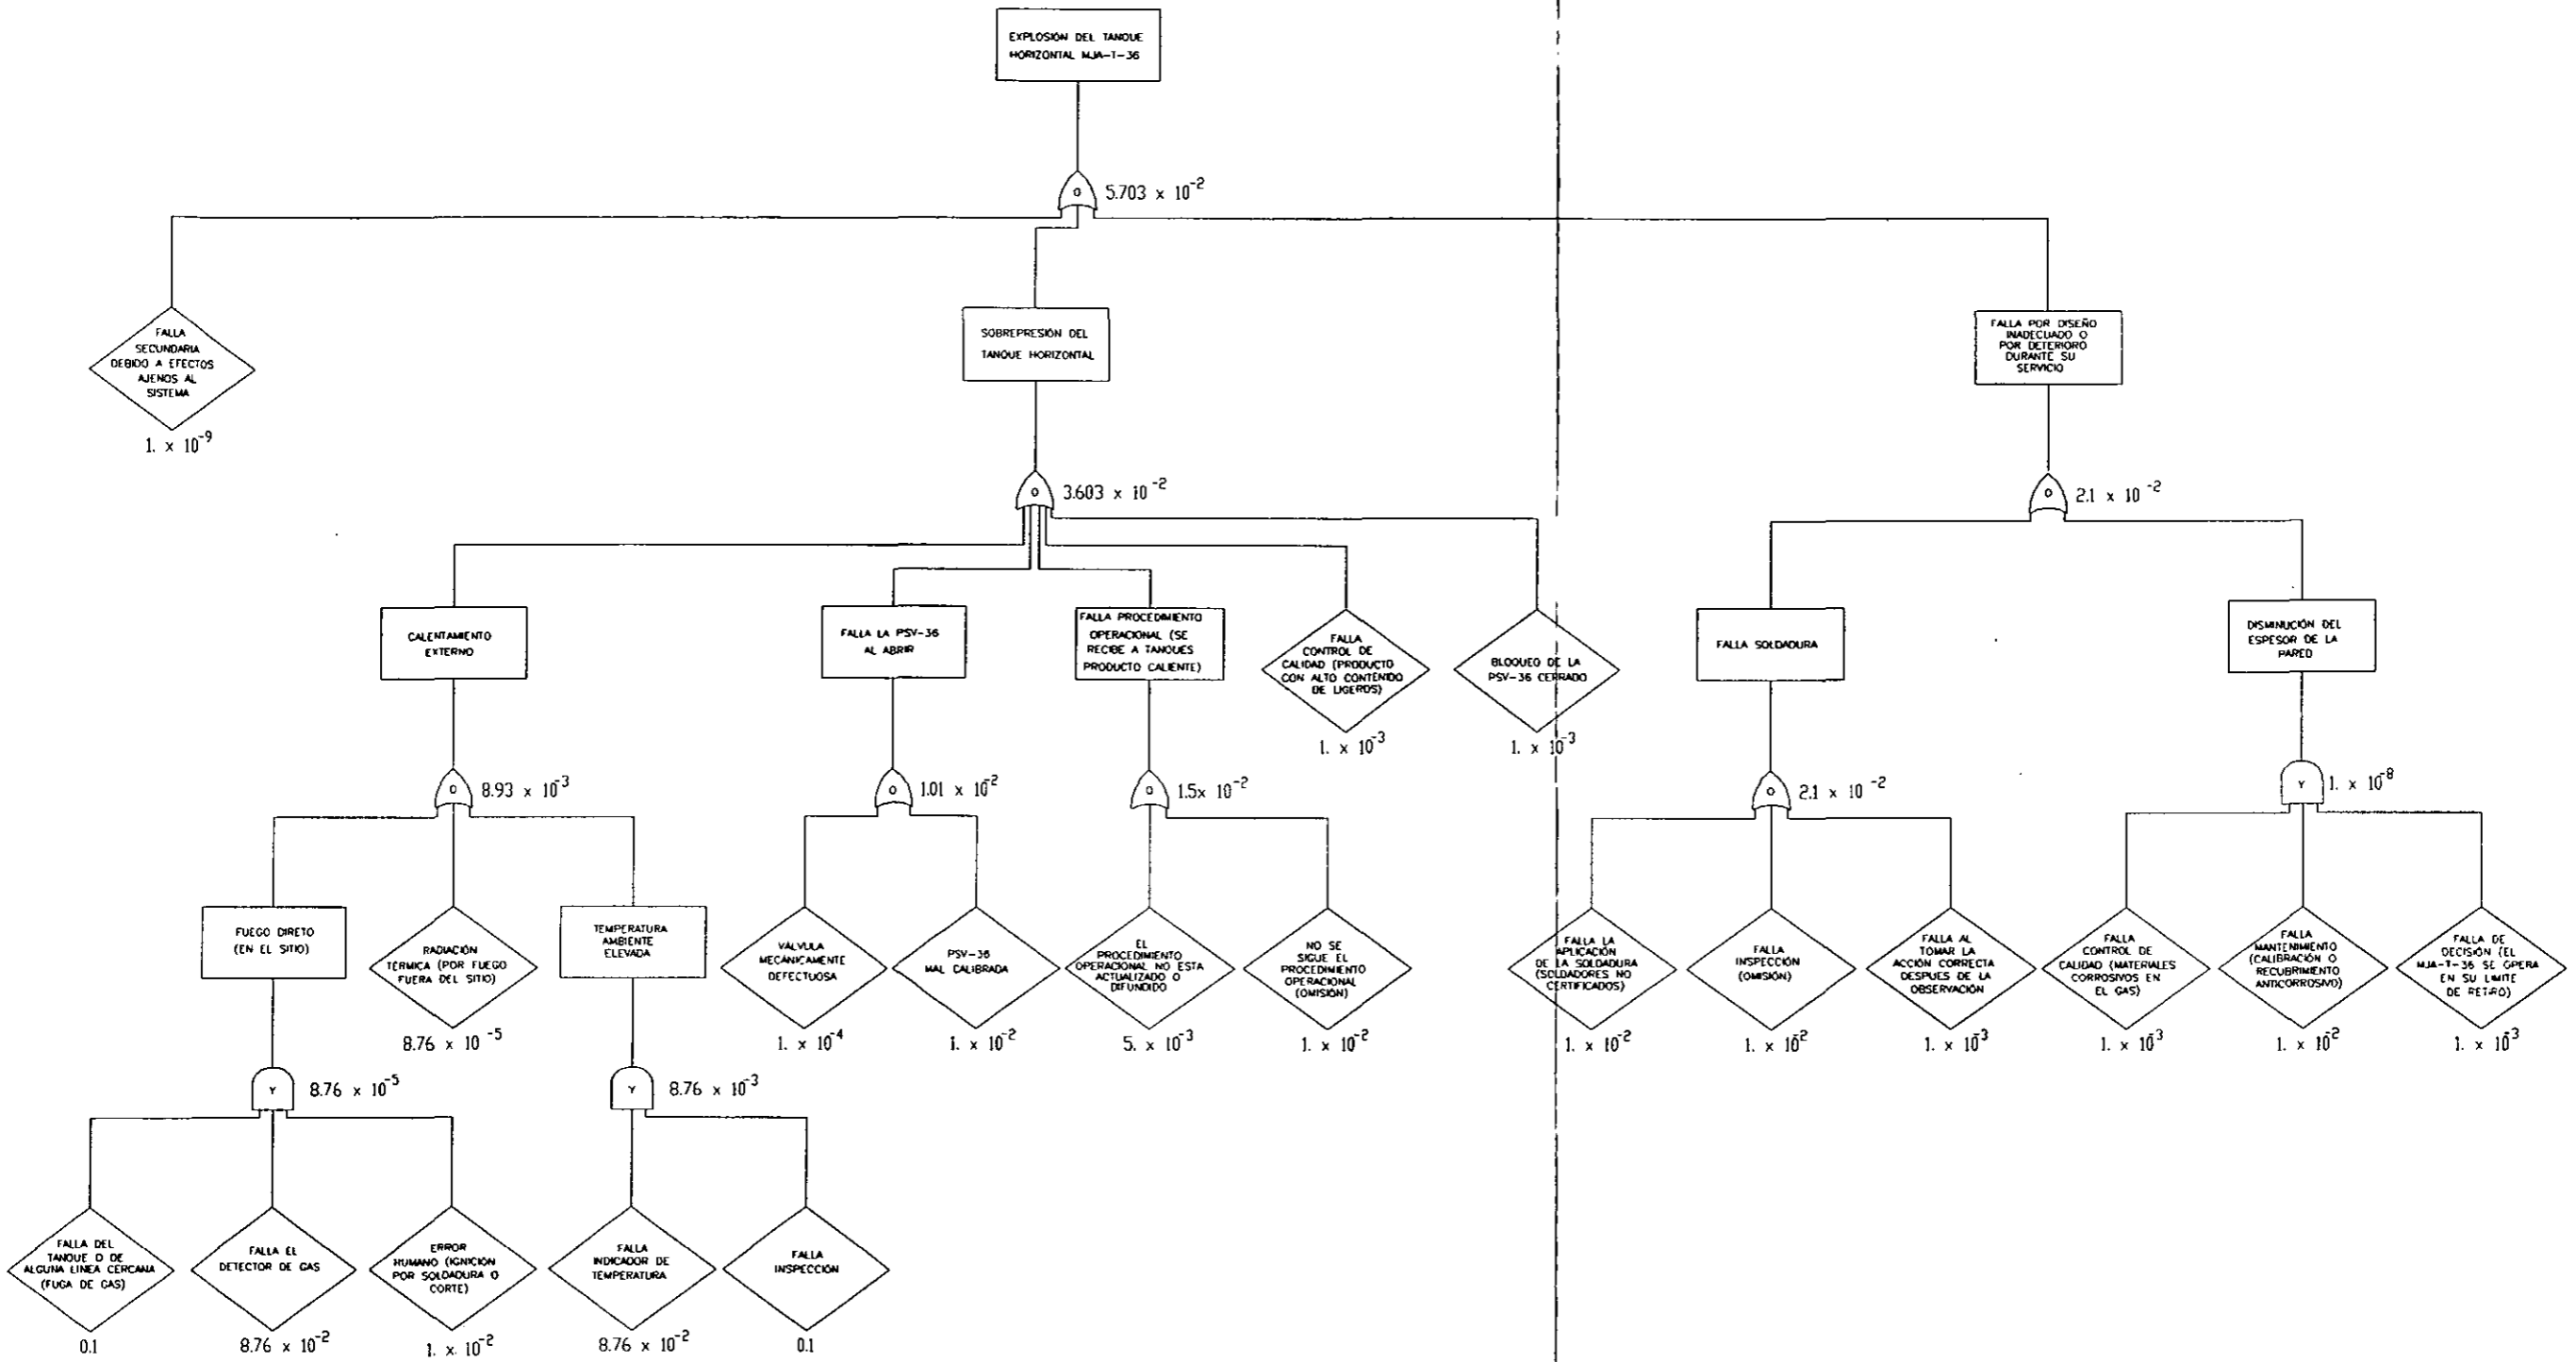 EXPLOSIÓN DEL TANQUE
HORIZONTAL MJA-T-36
5.703 x 10-2
FALLA
SECUNDARIA
DEBIDO A EFECTOS
AJENOS AL
SISTEMA
1. x 10-9
SOBREPRESIÓN DEL
TANQUE HORIZONTAL
FALLA POR DISEÑO
INADECUADO O
POR DETERIORO
DURANTE SU
SERVICIO
O
O
3.603 x 10-2
O
2.1 x 10-2
CALENTAMIENTO
EXTERNO
FALLA LA PSV-36
AL ABRIR
FALLA PROCEDIMIENTO
OPERACIONAL (SE
RECIBE A TANQUES
PRODUCTO CALIENTE)
FALLA
CONTROL DE
CALIDAD (PRODUCTO
CON ALTO CONTENIDO
DE LIGEROS)
1. x 10-3
BLOQUEO DE LA
PSV-36 CERRADO
1. x 10-3
FALLA SOLDADURA
DISMINUCIÓN DEL
ESPESOR DE LA
PARED
O
8.93 x 10-3
O
1.01 x 10-2
O
1.5x 10-2
O
2.1 x 10-2
Y
1. x 10-8
FUEGO DIRETO
(EN EL SITIO)
RADIACIÓN
TÉRMICA (POR FUEGO
FUERA DEL SITIO)
8.76 x 10-5
TEMPERATURA
AMBIENTE
ELEVADA
VÁLVULA
MECÁNICAMENTE
DEFECTUOSA
1. x 10-4
PSV-36
MAL CALIBRADA
1. x 10-2
EL
PROCEDIMIENTO
OPERACIONAL NO ESTA
ACTUALIZADO O
DIFUNDIDO
5. x 10-3
NO SE
SIGUE EL
PROCEDIMIENTO
OPERACIONAL
(OMISIÓN)
1. x 10-2
FALLA LA
APLICACIÓN
DE LA SOLDADURA
(SOLDADORES NO
CERTIFICADOS)
1. x 10-2
FALLA
INSPECCIÓN
(OMISIÓN)
1. x 10-2
FALLA AL
TOMAR LA
ACCIÓN CORRECTA
DESPUES DE LA
OBSERVACIÓN
1. x 10-3
FALLA
CONTROL DE
CALIDAD (MATERIALES
CORROSIVOS EN
EL GAS)
1. x 10-3
FALLA
MANTENIMIENTO
(CALIBRACIÓN O
RECUBRIMIENTO
ANTICORROSIVO)
1. x 10-2
FALLA DE
DECISIÓN (EL
MJA-T-36 SE OPERA
EN SU LIMITE
DE RETIRO)
1. x 10-3
Y
8.76 x 10-5
Y
8.76 x 10-3
FALLA DEL
TANQUE O DE
ALGUNA LINEA CERCANA
(FUGA DE GAS)
0.1
FALLA EL
DETECTOR DE GAS
8.76 x 10-2
ERROR
HUMANO (IGNICIÓN
POR SOLDADURA O
CORTE)
1. x 10-2
FALLA
INDICADOR DE
TEMPERATURA
8.76 x 10-2
FALLA
INSPECCIÓN
0.1